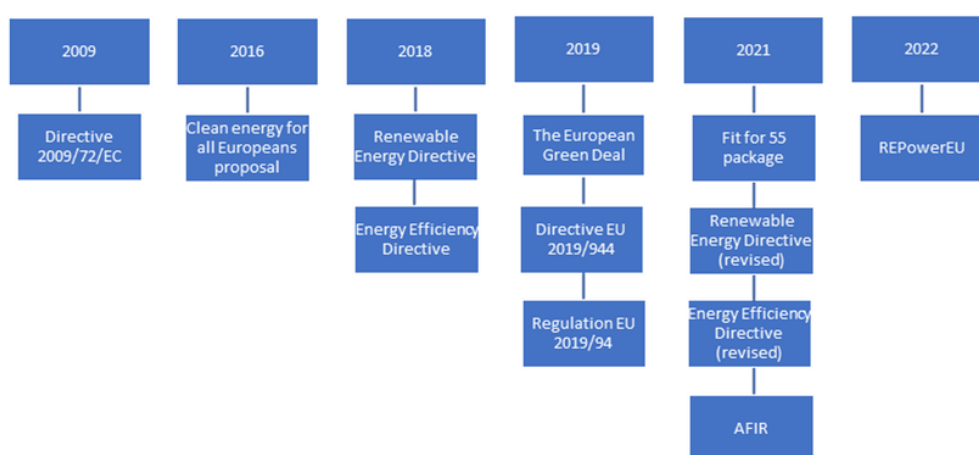 2009
Directive
2009/72/EC
2016
Clean energy for
all Europeans
proposal
2018
Renewable
Energy Directive
Energy Efficiency
Directive
2019
The European
Green Deal
Directive EU
2019/944
Regulation EU
2019/94
2021
Fit for 55
package
Renewable
Energy Directive
(revised)
Energy Efficiency
Directive
(revised)
AFIR
2022
REPowerEU